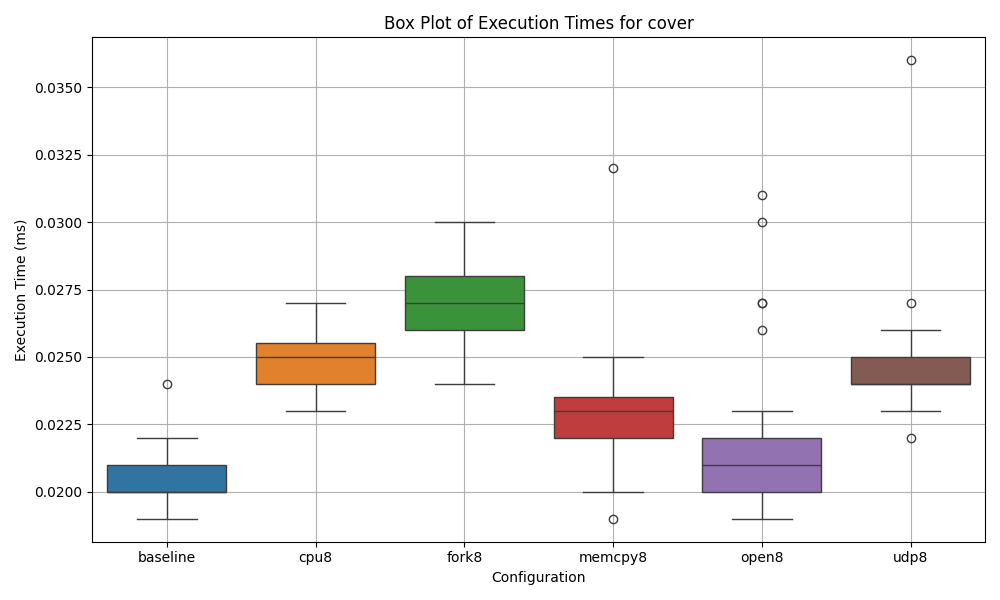 Box Plot of Execution Times for cover
Execution Time (ms)
0.0350
0.0325
0.0300
0.0275
0.0250
0.0225
0.0200
baseline cpu8 fork8 memcpy8 open8 udp8
Configuration